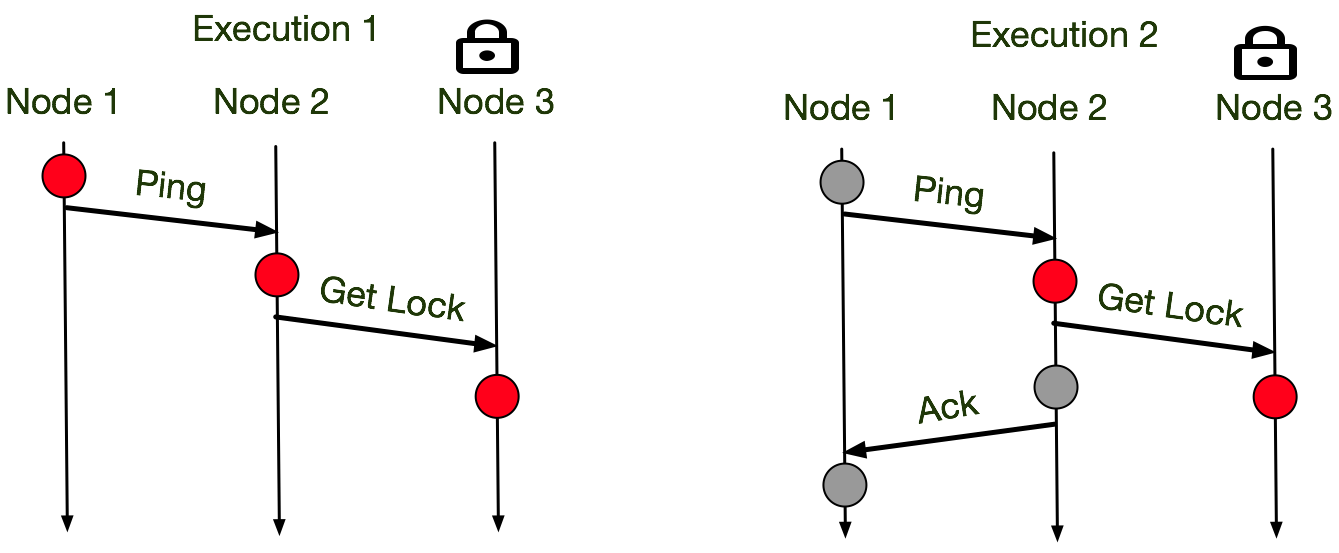 Execution 1
Node 1
Node 2
Node 3
Ping
Get Lock
Execution 2
Node 1
Node 2
Node 3
Ping
Get Lock
Ack